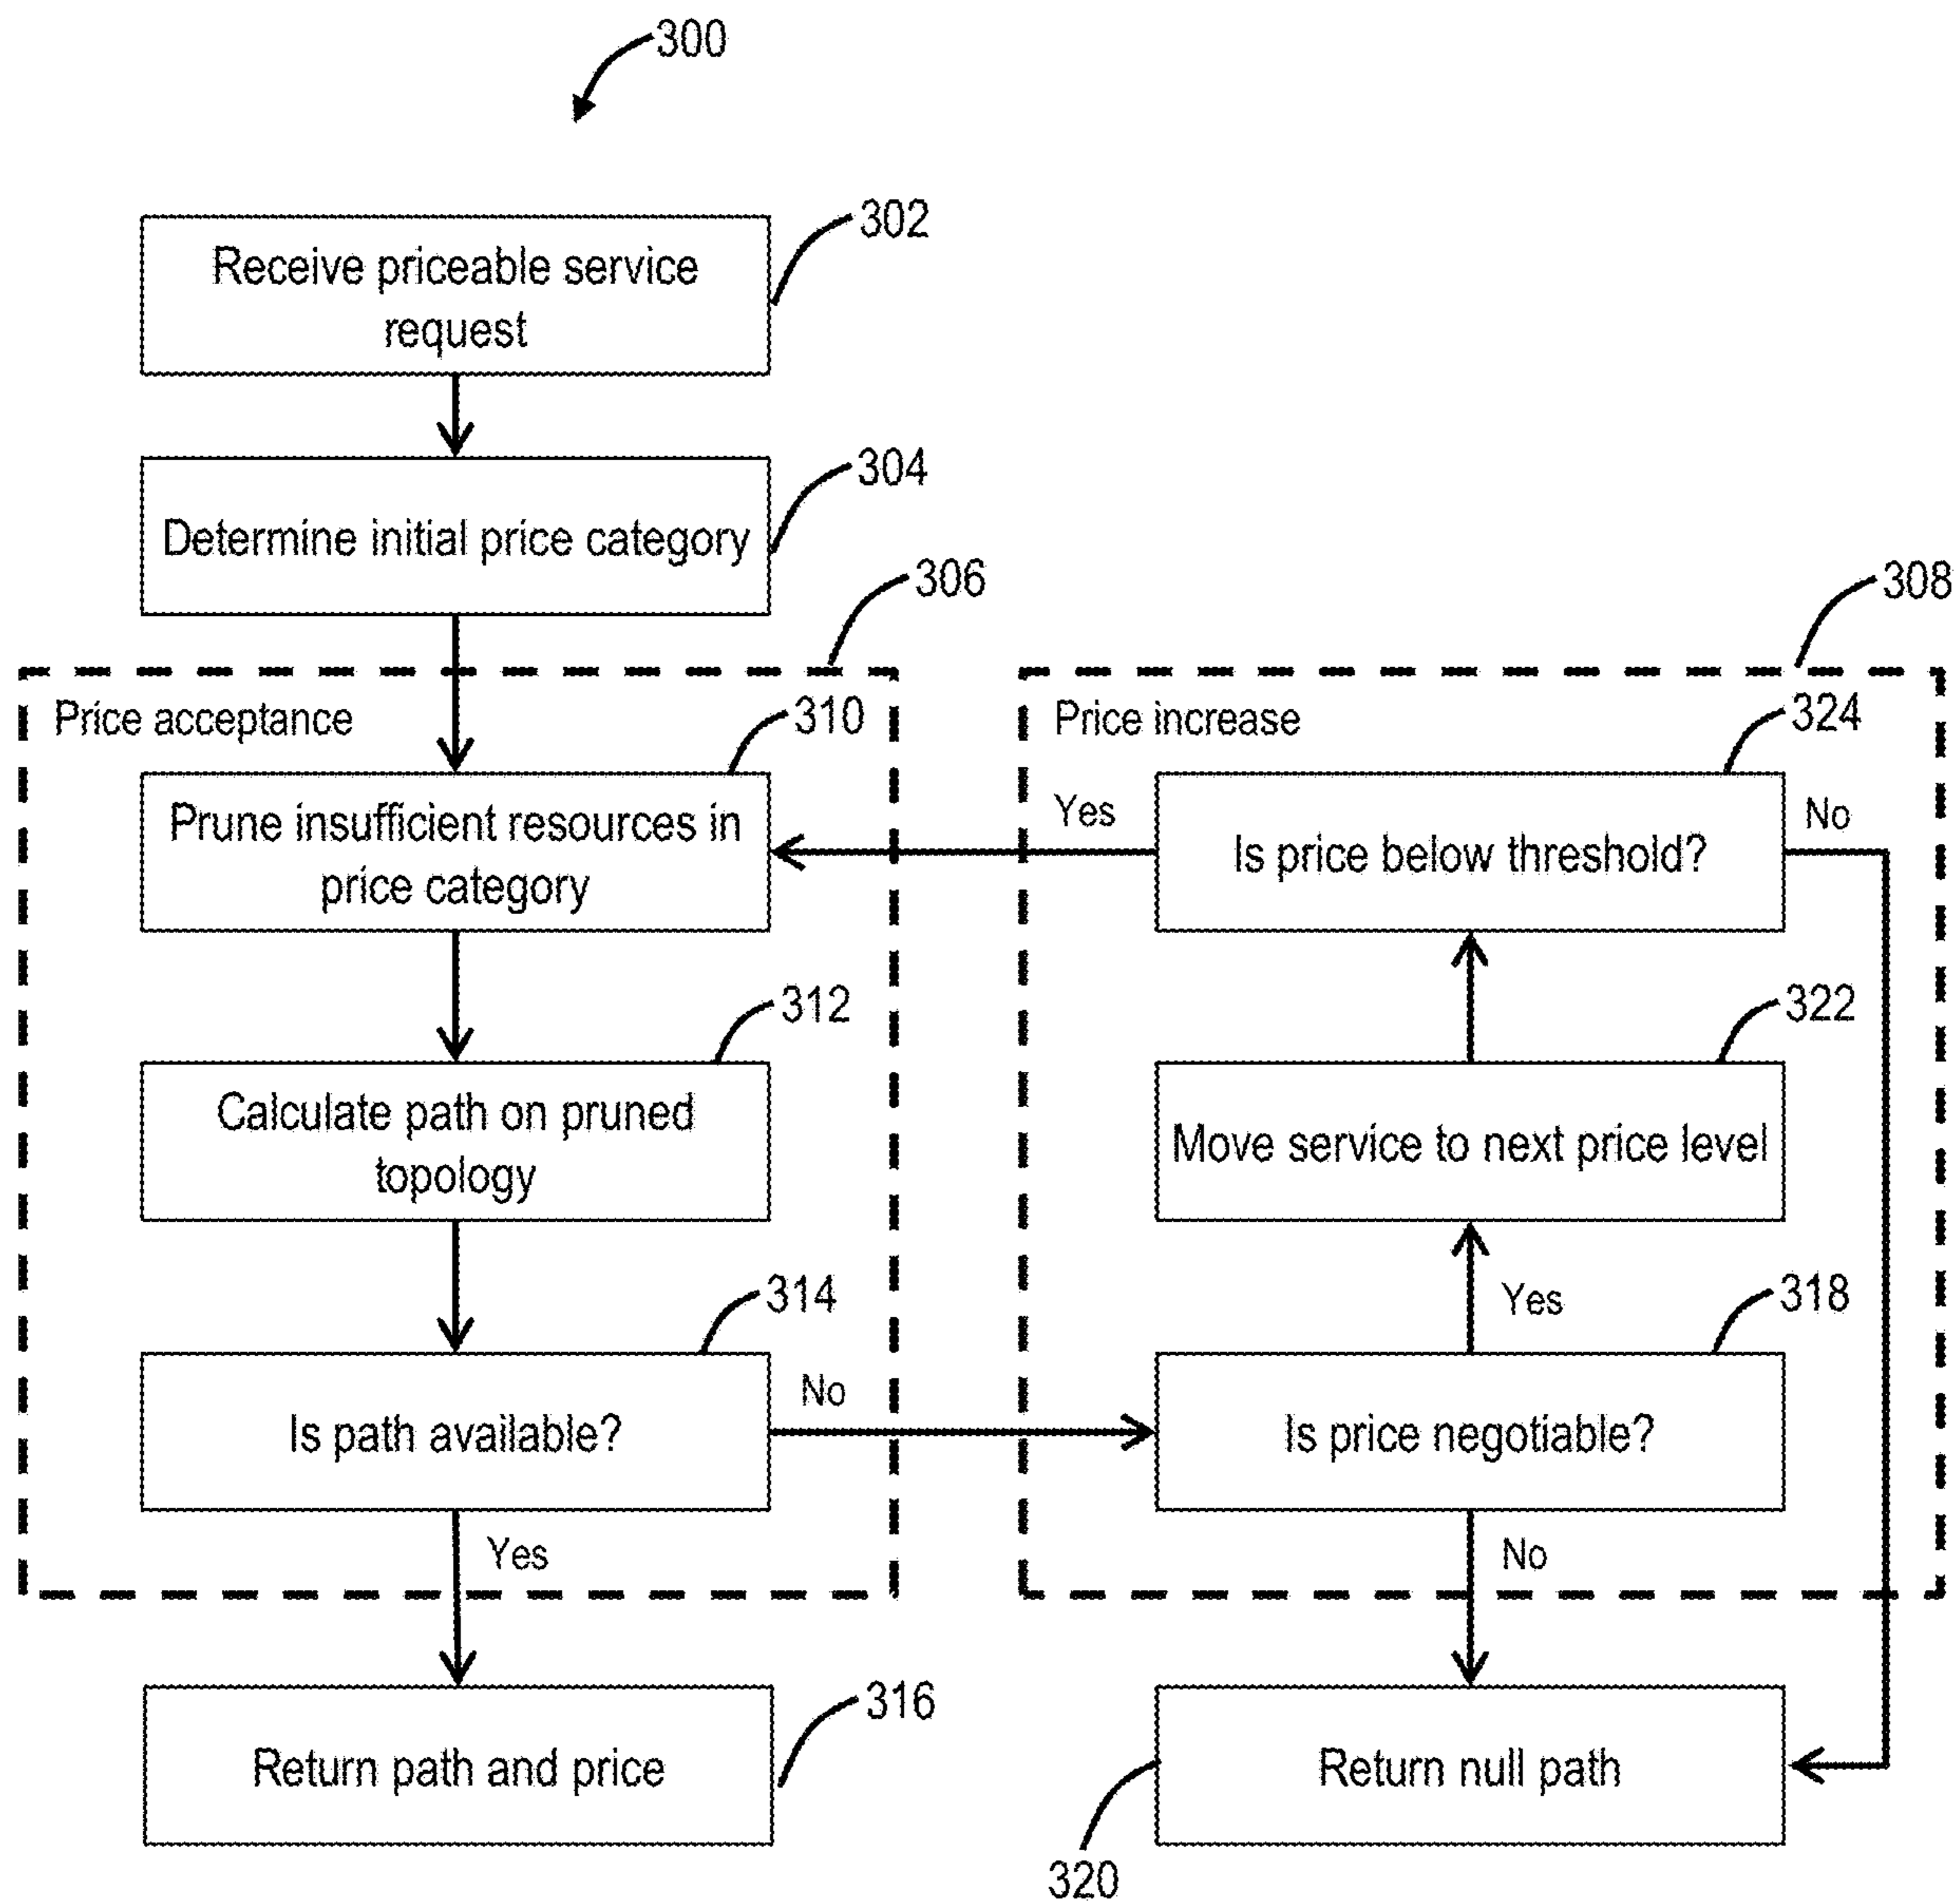 300
302
Receive priceable service
request
304
Determine initial price category
306
308
Price acceptance
310
Prune insufficient resources in
price category
312
Calculate path on pruned
topology
314
Is path available?
No
Yes
316
Return path and price
Price increase
324
Yes
No
Is price below threshold?
322
Move service to next price level
Yes
318
Is price negotiable?
No
Return null path
320